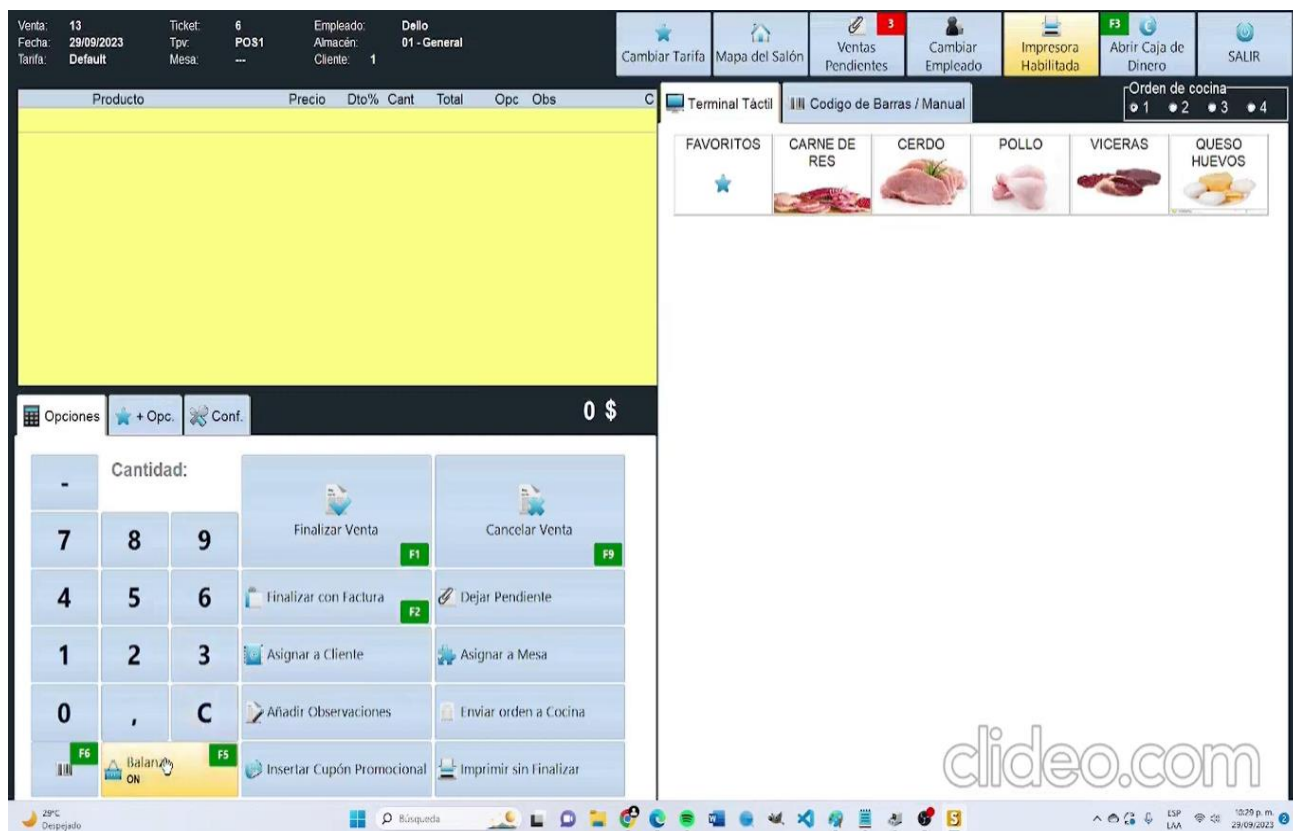 Venta: 13 Ticket: 6 Empleado: Dello
Fecha: 29/09/2023 Tpv: POS1 Almacén: 01 - General
Tarifa: Default Mesa: --- Cliente: 1
Cambiar Tarifa
Mapa del Salón
Ventas
Pendientes
3
Cambiar
Empleado
Impresora
Habilitada
F3
Abrir Caja de
Dinero
SALIR
Producto Precio Dto% Cant Total Opc Obs C
Terminal Táctil
Codigo de Barras / Manual
Orden de cocina
1 2 3 4
FAVORITOS
CARNE DE
RES
CERDO
POLLO
VICERAS
QUESO
HUEVOS
Opciones
+ Opc.
Conf.
0 $
-
Cantidad:
7 8 9
4 5 6
1 2 3
0 , C
F6
Balanza
ON
F5
Finalizar Venta
F1
Cancelar Venta
F9
Finalizar con Factura
F2
Dejar Pendiente
Asignar a Cliente
Asignar a Mesa
Añadir Observaciones
Enviar orden a Cocina
Insertar Cupón Promocional
Imprimir sin Finalizar
clideo.com
29°C
Despejado
Búsqueda
ESP
LAA
10:29 p. m.
29/09/2023
2